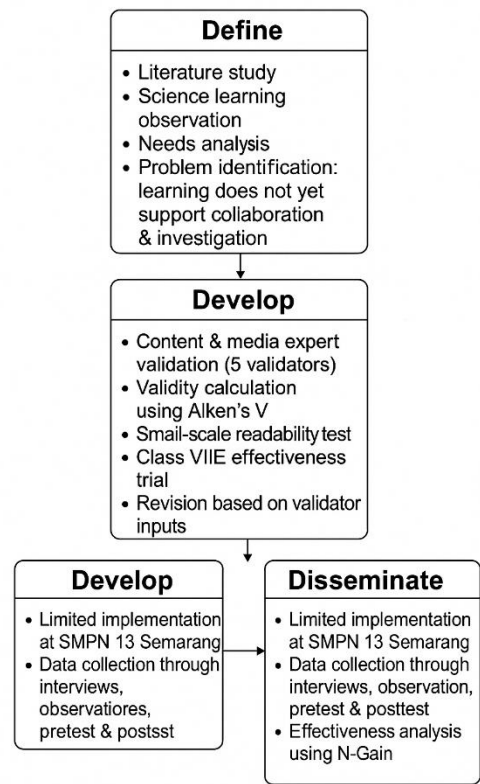 Define
• Literature study
• Science learning
observation
• Needs analysis
• Problem identification:
learning does not yet
support collaboration
& investigation
Develop
• Content & media expert
validation (5 validators)
• Validity calculation
using Alken's V
• Smail-scale readability test
• Class VIIE effectiveness
trial
• Revision based on validator
inputs
Develop
• Limited implementation
at SMPN 13 Semarang
• Data collection through
interviews,
observatiores,
pretest & postsst
Disseminate
• Limited implementation
at SMPN 13 Semarang
• Data collection through
interviews, observation,
pretest & posttest
• Effectiveness analysis
using N-Gain